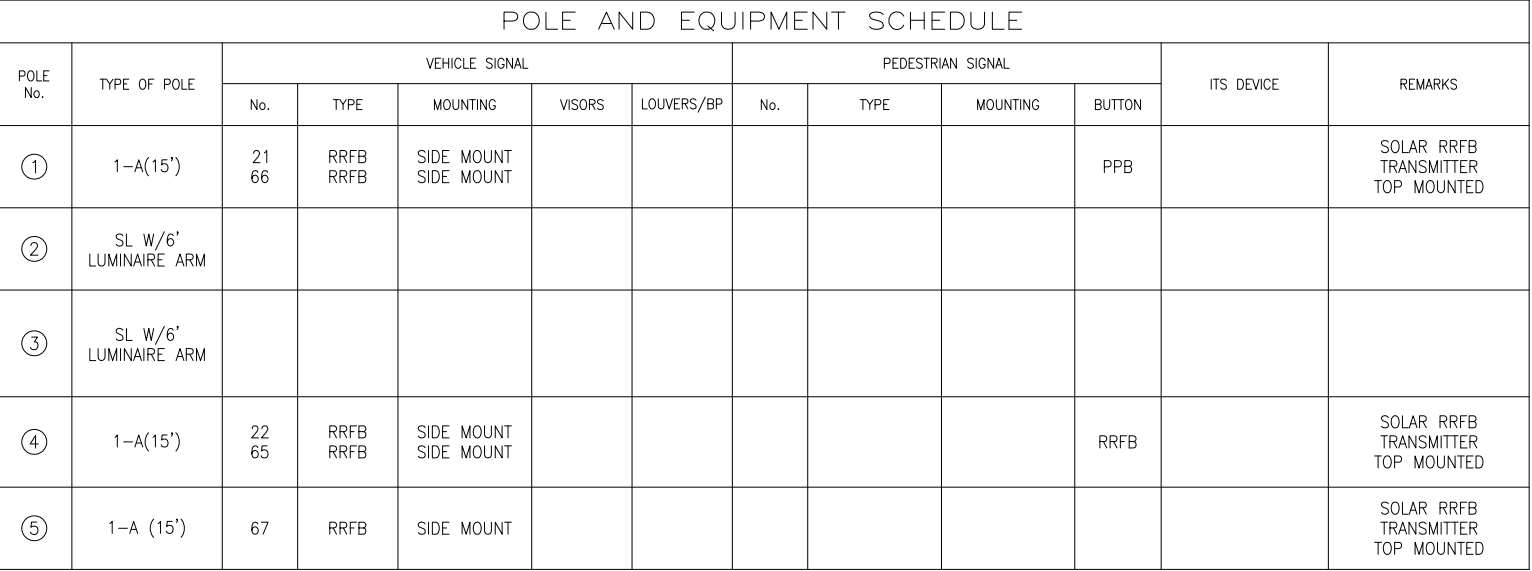 POLE AND EQUIPMENT SCHEDULE
POLE No. TYPE OF POLE VEHICLE SIGNAL PEDESTRIAN SIGNAL ITS DEVICE REMARKS
No. TYPE MOUNTING VISORS LOUVERS/BP No. TYPE MOUNTING BUTTON
1 1-A(15') 21 RRFB SIDE MOUNT PPB SOLAR RRFB
66 RRFB SIDE MOUNT TRANSMITTER
TOP MOUNTED
2 SL W/6'
LUMINAIRE ARM
3 SL W/6'
LUMINAIRE ARM
4 1-A(15') 22 RRFB SIDE MOUNT RRFB SOLAR RRFB
65 RRFB SIDE MOUNT TRANSMITTER
TOP MOUNTED
5 1-A (15') 67 RRFB SIDE MOUNT SOLAR RRFB
TRANSMITTER
TOP MOUNTED